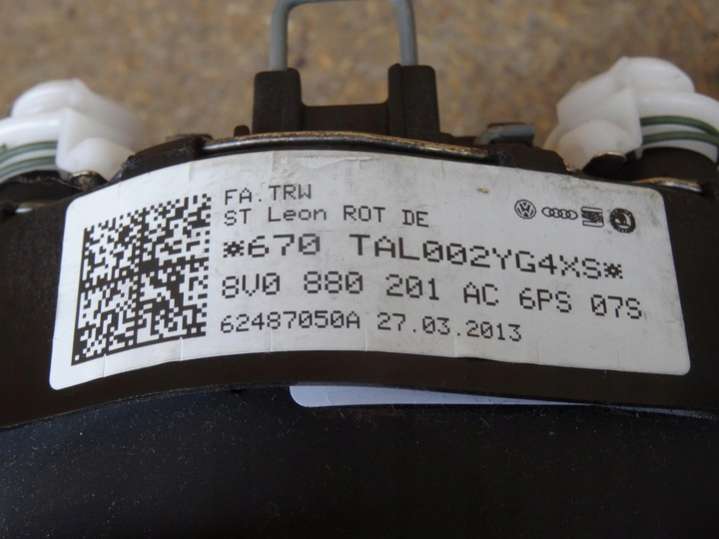 FA.TRW
ST Leon ROT DE
*670 TAL002YG4XS*
8V0 880 201 AC 6PS 07S
62487050A 27.03.2013